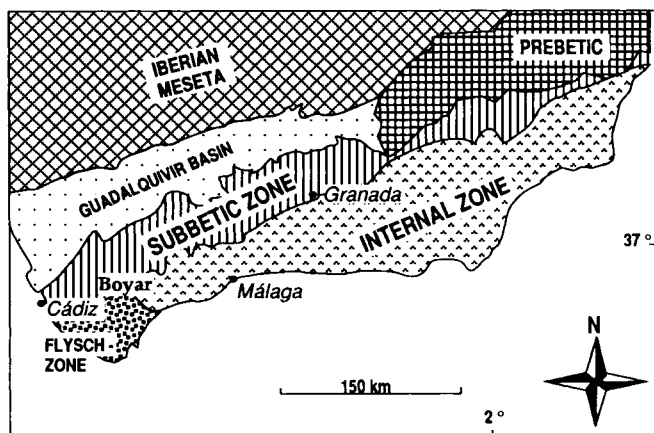 PREBETIC
IBERIAN
MESETA
GUADALQUIVIR BASIN
SUBBETIC ZONE
Granada
INTERNAL ZONE
37 °
Boyar
Cádiz
Málaga
FLYSCH-
ZONE
N
150 km
2 °